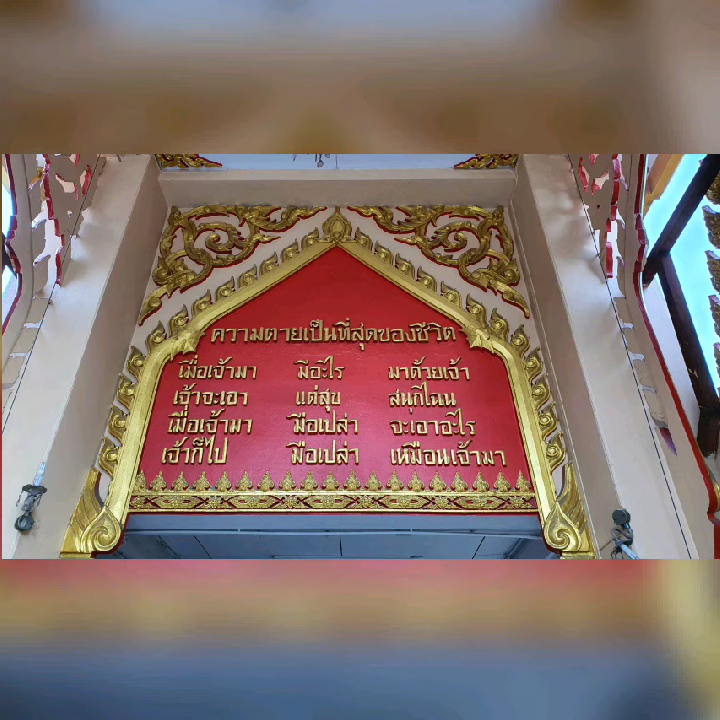 ความตายเป็นที่สุดของชีวิต
เมื่อเจ้ามา มีอะไร มาด้วยเจ้า
เจ้าจะเอา แต่สุข สนุกไฉน
เมื่อเจ้ามา มือเปล่า จะเอาอะไร
เจ้าก็ไป มือเปล่า เหมือนเจ้ามา